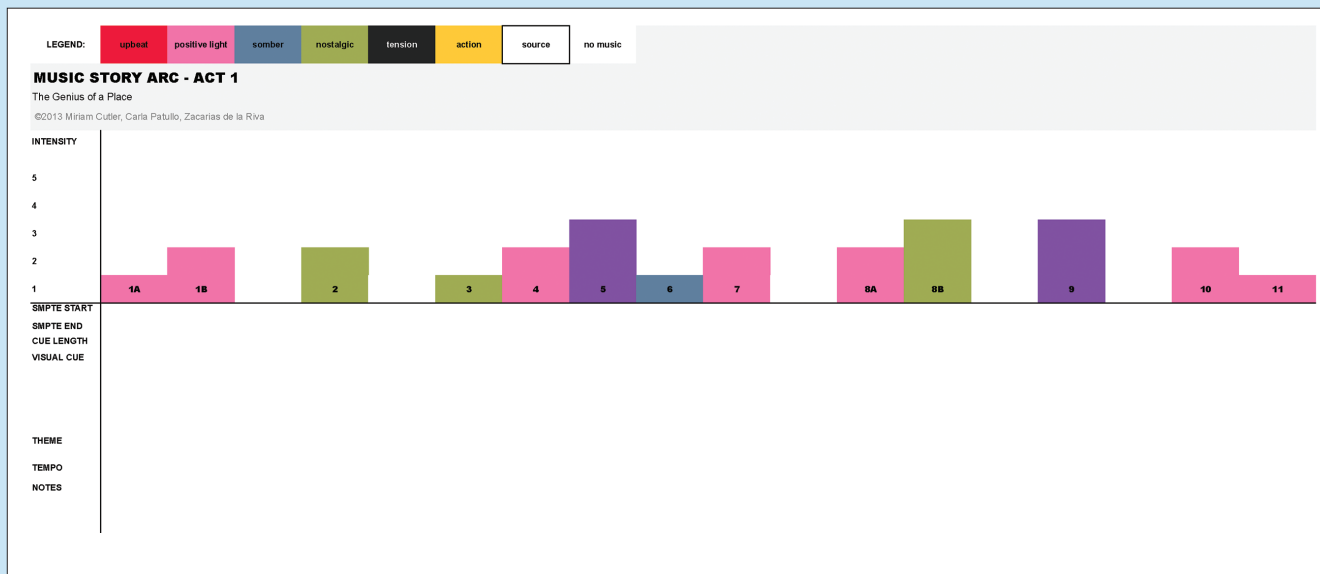 LEGEND: upbeat positive light somber nostalgic tension action source no music
MUSIC STORY ARC - ACT 1
The Genius of a Place
©2013 Miriam Cutler, Carla Patullo, Zacarias de la Riva
INTENSITY
5
4
3
2
1 1A 1B 2 3 4 5 6 7 8A 8B 9 10 11
SMPTE START
SMPTE END
CUE LENGTH
VISUAL CUE
THEME
TEMPO
NOTES